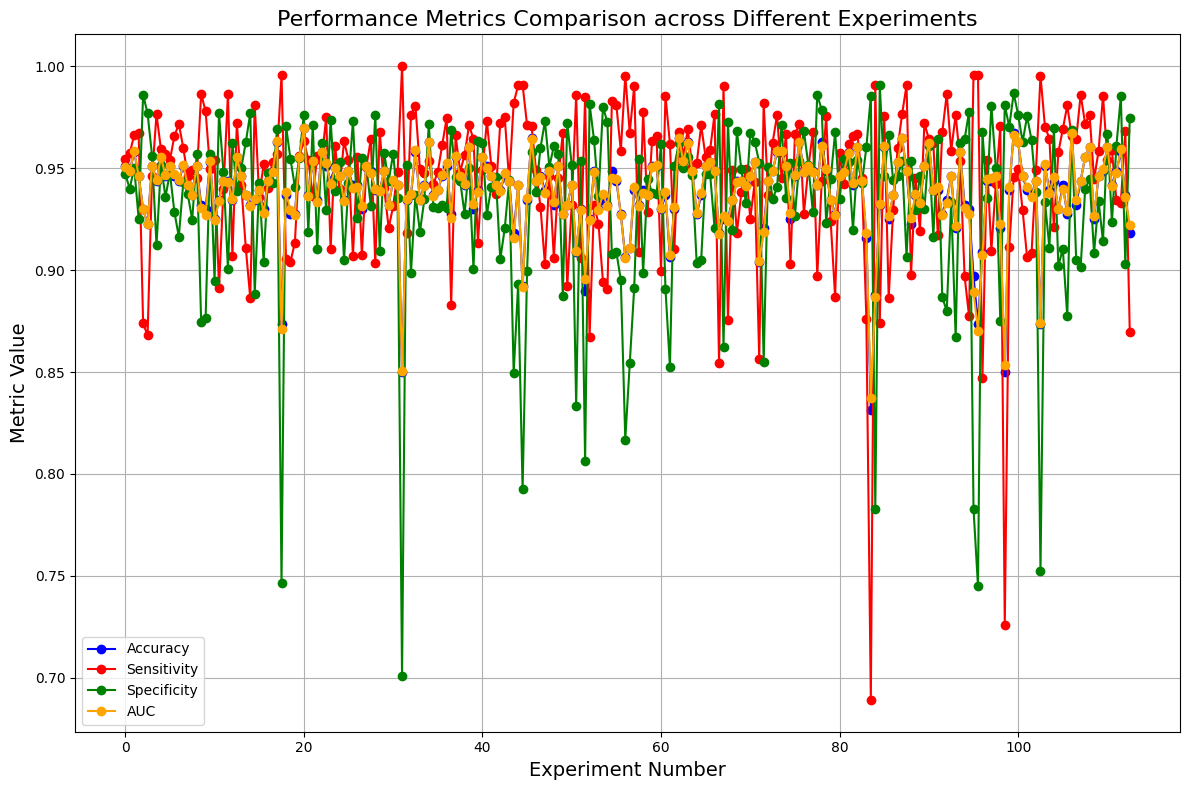 Performance Metrics Comparison across Different Experiments
1.00
0.95
0.90
0.85
0.80
0.75
0.70
Metric Value
Accuracy
Sensitivity
Specificity
AUC
0 20 40 60 80 100
Experiment Number